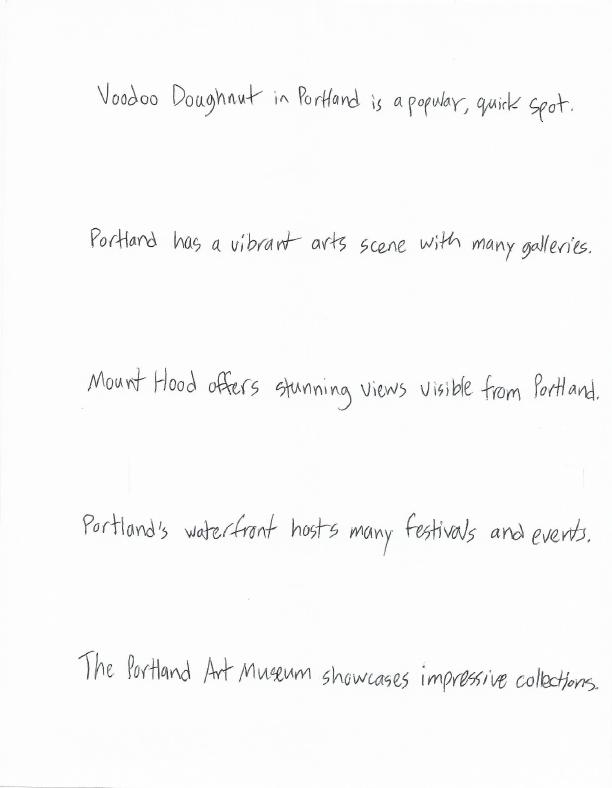 Voodoo Doughnut in Portland is a popular, quick spot.
Portland has a vibrant arts scene with many galleries.
Mount Hood offers stunning views visible from Portland.
Portland's waterfront hosts many festivals and events.
The Portland Art Museum showcases impressive collections.